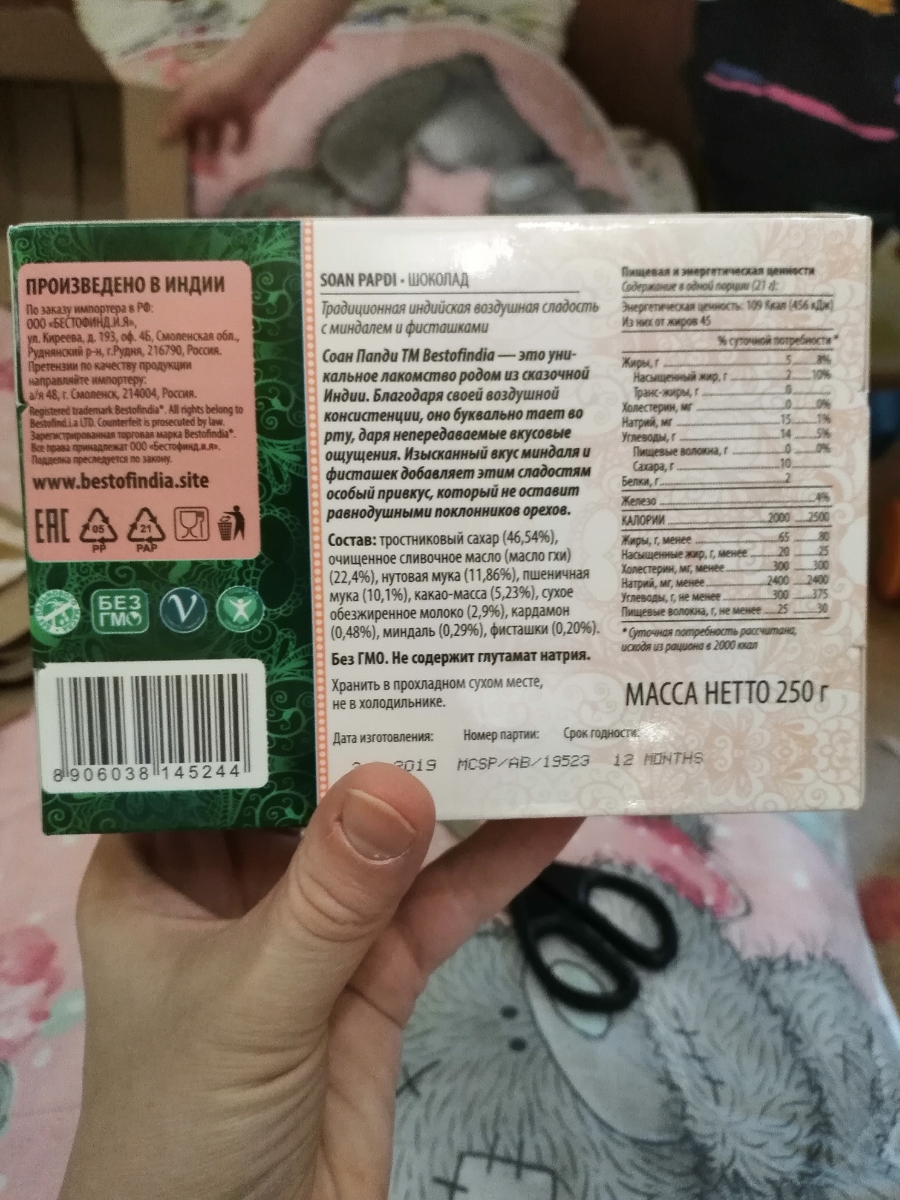 ПРОИЗВЕДЕНО В ИНДИИ
По заказу импортера в РФ:
ООО «БЕСТОФИНД.И.Я»,
ул. Киреева, д. 193, оф. 4Б, Смоленская обл.,
Руднянский р-н, г.Рудня, 216790, Россия.
Претензии по качеству продукции
направляйте импортеру:
а/я 48, г. Смоленск, 214004, Россия.
Registered trademark Bestofindia®. All rights belong to
Bestofind.i.a LTD. Counterfeit is prosecuted by law.
Зарегистрированная торговая марка Bestofindia®.
Все права принадлежат ООО «Бестофинд.и.я».
Подделка преследуется по закону.
www.bestofindia.site
EAC
05
PP
21
PAP
БЕЗ
ГМО
V
8 906038 145244
SOAN PAPDI • ШОКОЛАД
Традиционная индийская воздушная сладость
с миндалем и фисташками
Соан Папди ТМ Bestofindia — это уни-
кальное лакомство родом из сказочной
Индии. Благодаря своей воздушной
консистенции, оно буквально тает во
рту, даря непередаваемые вкусовые
ощущения. Изысканный вкус миндаля и
фисташек добавляет этим сладостям
особый привкус, который не оставит
равнодушными поклонников орехов.
Состав: тростниковый сахар (46,54%),
очищенное сливочное масло (масло гхи)
(22,4%), нутовая мука (11,86%), пшеничная
мука (10,1%), какао-масса (5,23%), сухое
обезжиренное молоко (2,9%), кардамон
(0,48%), миндаль (0,29%), фисташки (0,20%).
Без ГМО. Не содержит глутамат натрия.
Хранить в прохладном сухом месте,
не в холодильнике.
Дата изготовления: Номер партии: Срок годности:
2019 MCSP/AB/19523 12 MONTHS
Пищевая и энергетическая ценности
Содержание в одной порции (21 г):
Энергетическая ценность: 109 Ккал (456 кДж)
Из них от жиров 45
% суточной потребности *
Жиры, г 5 8%
Насыщенный жир, г 2 10%
Транс-жиры, г 0
Холестерин, мг 0 0%
Натрий, мг 15 1%
Углеводы, г 14 5%
Пищевые волокна, г 0 0%
Сахара, г 10
Белки, г 2
Железо 4%
КАЛОРИИ 2000 2500
Жиры, г, менее 65 80
Насыщенные жир, г, менее 20 25
Холестерин, мг, менее 300 300
Натрий, мг, менее 2400 2400
Углеводы, г, не менее 300 375
Пищевые волокна, г, не менее 25 30
* Суточная потребность рассчитана,
исходя из рациона в 2000 ккал
МАССА НЕТТО 250 г